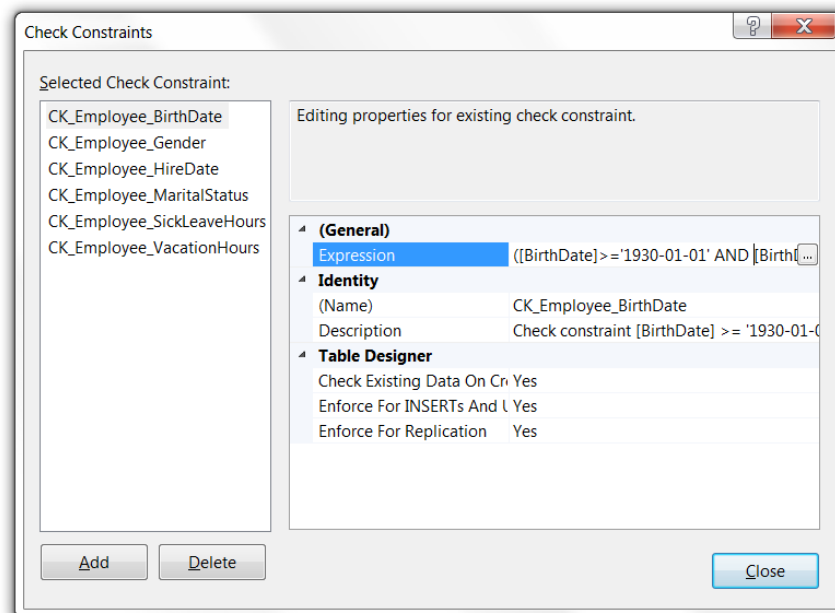 Check Constraints
Selected Check Constraint:
CK_Employee_BirthDate
CK_Employee_Gender
CK_Employee_HireDate
CK_Employee_MaritalStatus
CK_Employee_SickLeaveHours
CK_Employee_VacationHours
Editing properties for existing check constraint.
(General)
Expression ([BirthDate]>='1930-01-01' AND [BirthD ...
Identity
(Name) CK_Employee_BirthDate
Description Check constraint [BirthDate] >= '1930-01-0
Table Designer
Check Existing Data On Cr Yes
Enforce For INSERTs And U Yes
Enforce For Replication Yes
Add Delete
Close